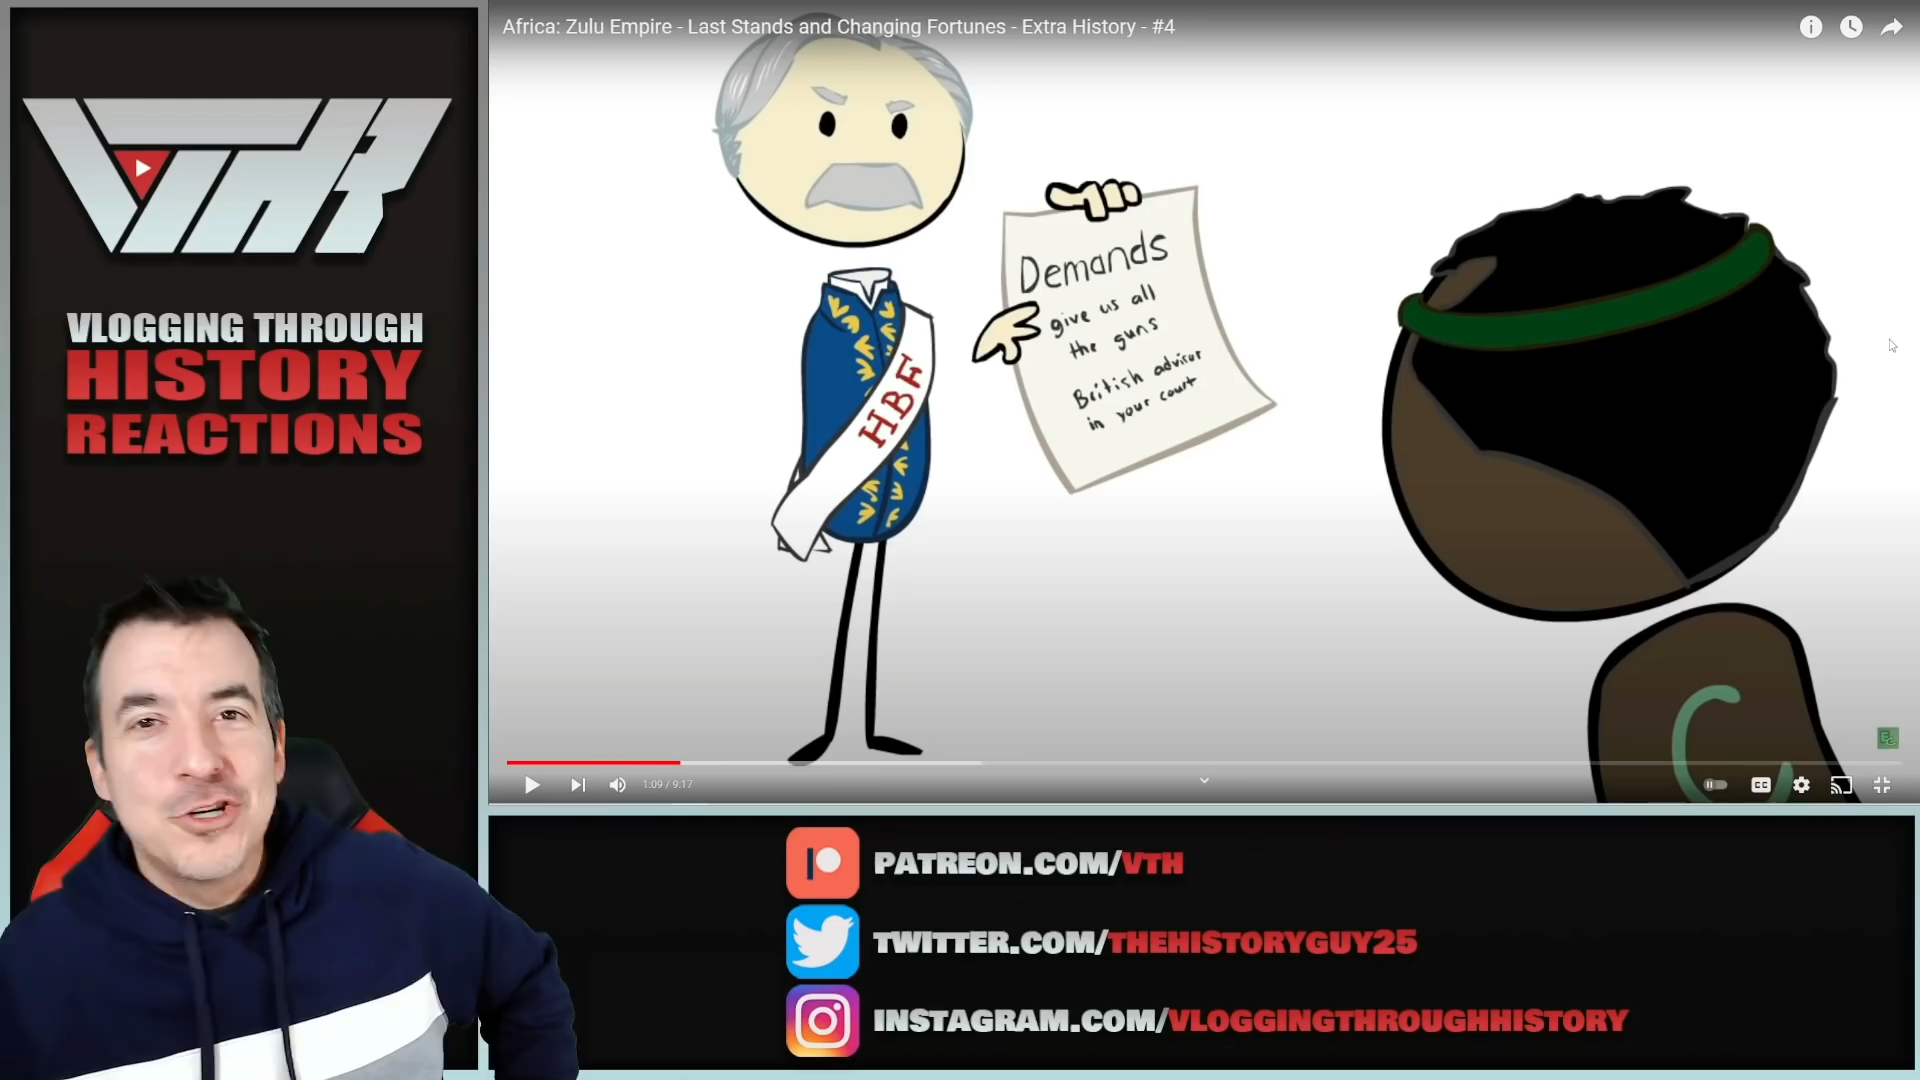 Africa: Zulu Empire - Last Stands and Changing Fortunes - Extra History - #4
VTHR
VLOGGING THROUGH
HISTORY
REACTIONS
HBF
Demands
give us all
the guns
British advisor
in your court
C
1:09 / 9:17
CC
PATREON.COM/VTH
TWITTER.COM/THEHISTORYGUY25
INSTAGRAM.COM/VLOGGINGTHROUGHHISTORY